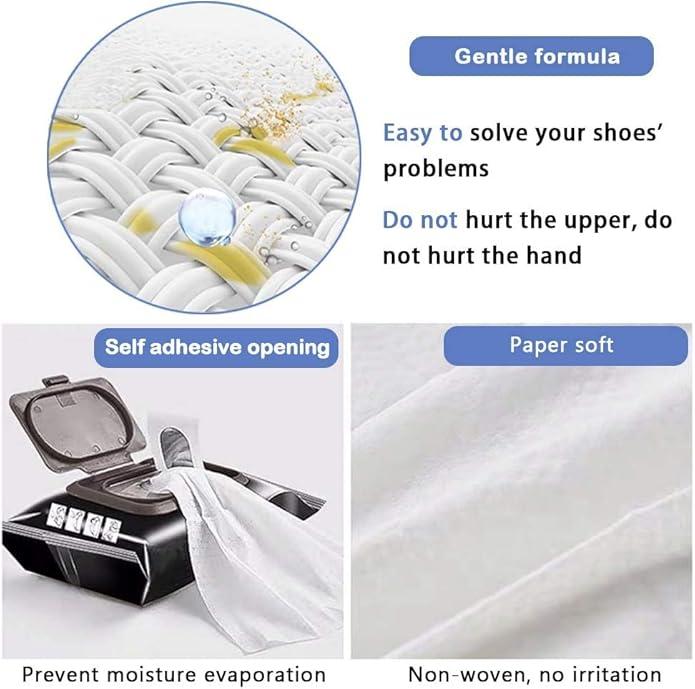 Gentle formula
Easy to solve your shoes’
problems
Do not hurt the upper, do
not hurt the hand
Self adhesive opening
Paper soft
Prevent moisture evaporation
Non-woven, no irritation